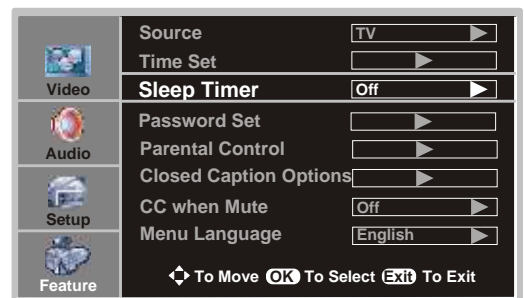 Video
Audio
Setup
Feature
Source TV
Time Set
Sleep Timer Off
Password Set
Parental Control
Closed Caption Options
CC when Mute Off
Menu Language English
To Move OK To Select Exit To Exit